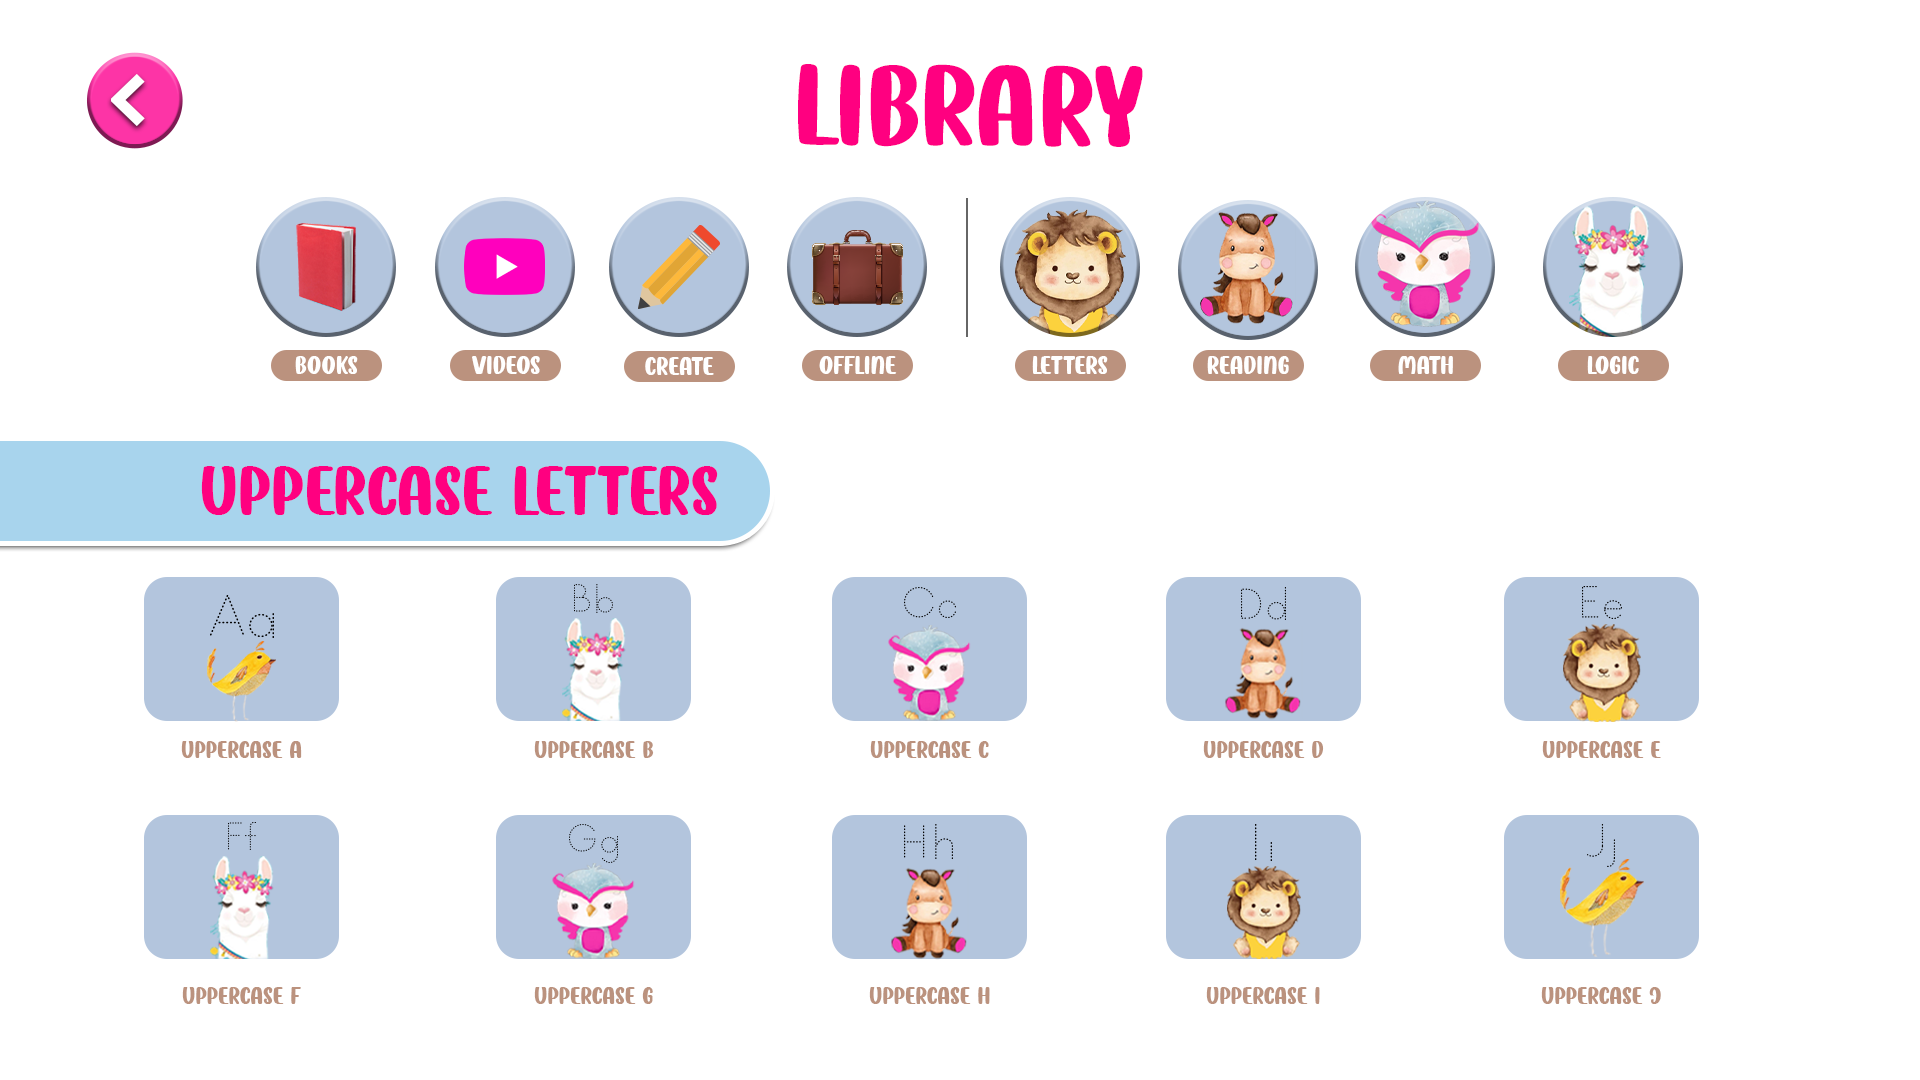 LIBRARY
BOOKS VIDEOS CREATE OFFLINE LETTERS READING MATH LOGIC
UPPERCASE LETTERS
Aa Bb Cc Dd Ee
UPPERCASE A UPPERCASE B UPPERCASE C UPPERCASE D UPPERCASE E
Ff Gg Hh Ii Jj
UPPERCASE F UPPERCASE G UPPERCASE H UPPERCASE I UPPERCASE J